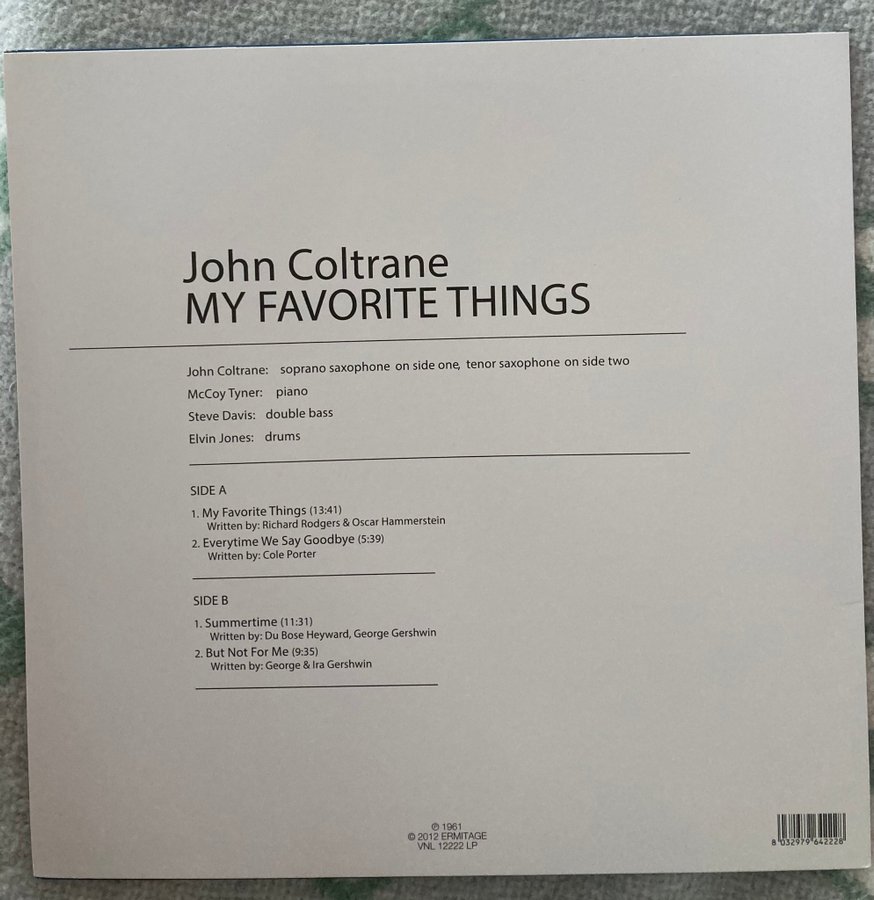 John Coltrane
MY FAVORITE THINGS
John Coltrane: soprano saxophone on side one, tenor saxophone on side two
McCoy Tyner: piano
Steve Davis: double bass
Elvin Jones: drums
SIDE A
1. My Favorite Things (13:41)
Written by: Richard Rodgers & Oscar Hammerstein
2. Everytime We Say Goodbye (5:39)
Written by: Cole Porter
SIDE B
1. Summertime (11:31)
Written by: Du Bose Heyward, George Gershwin
2. But Not For Me (9:35)
Written by: George & Ira Gershwin
℗ 1961
© 2012 ERMITAGE
VNL 12222 LP
8 032979 642228